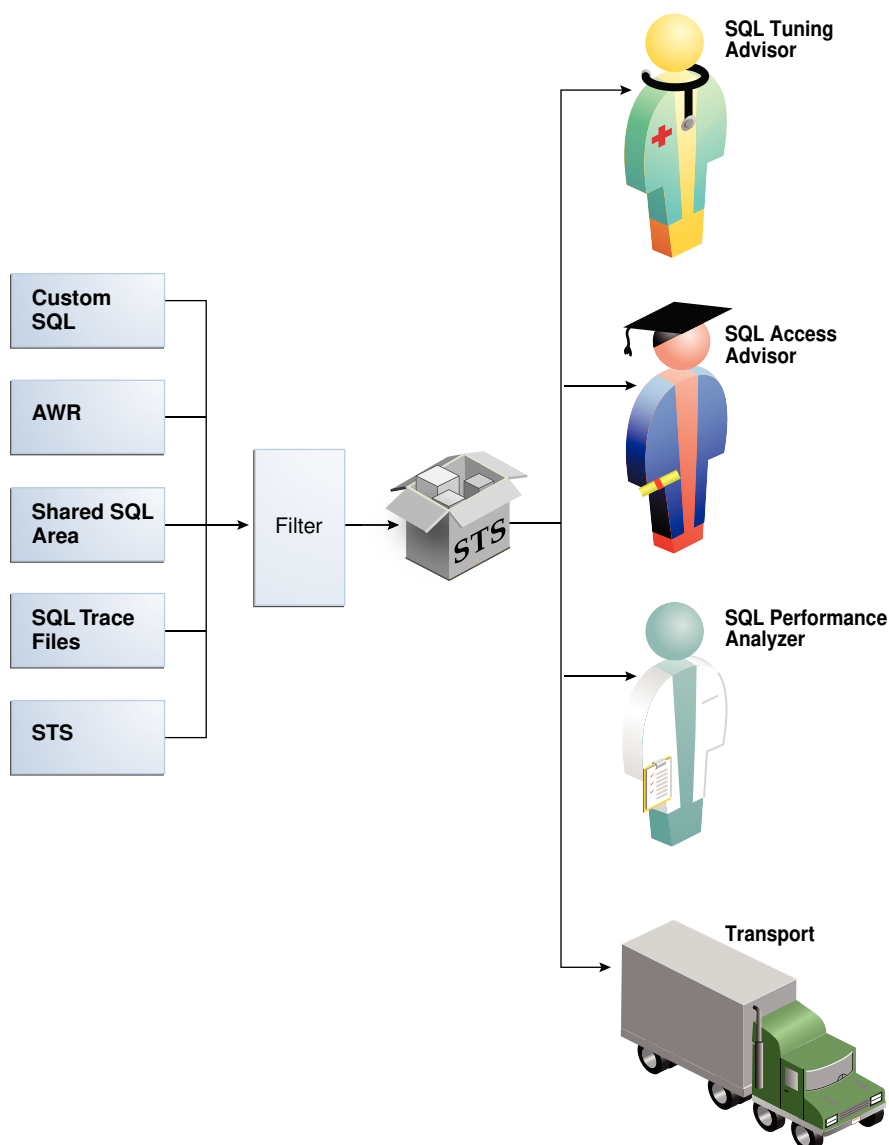 SQL Tuning
Advisor
Custom
SQL
SQL Access
Advisor
AWR
Shared SQL
Area
Filter
STS
SQL Trace
Files
SQL Performance
Analyzer
STS
Transport